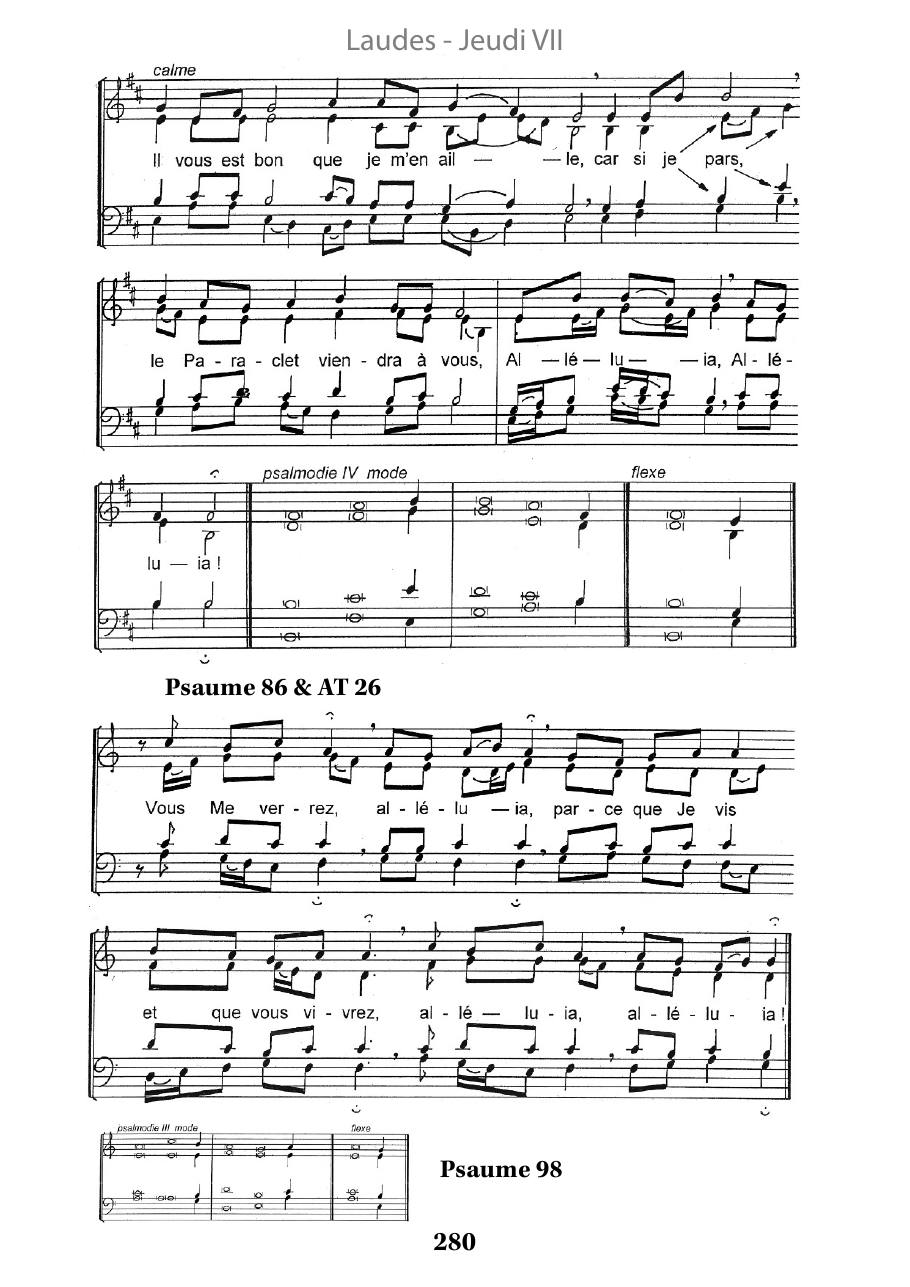 Laudes - Jeudi VII
calme
Il vous est bon que je m'en ail — le, car si je pars,
le Pa - ra - clet vien - dra à vous, Al — lé — lu — ia, Al - lé -
psalmodie IV mode flexe
lu — ia !
Psaume 86 & AT 26
Vous Me ver - rez, al - lé - lu — ia, par - ce que Je vis
et que vous vi - vrez, al - lé — lu - ia, al - lé - lu - ia !
psalmodie III mode flexe
Psaume 98
280